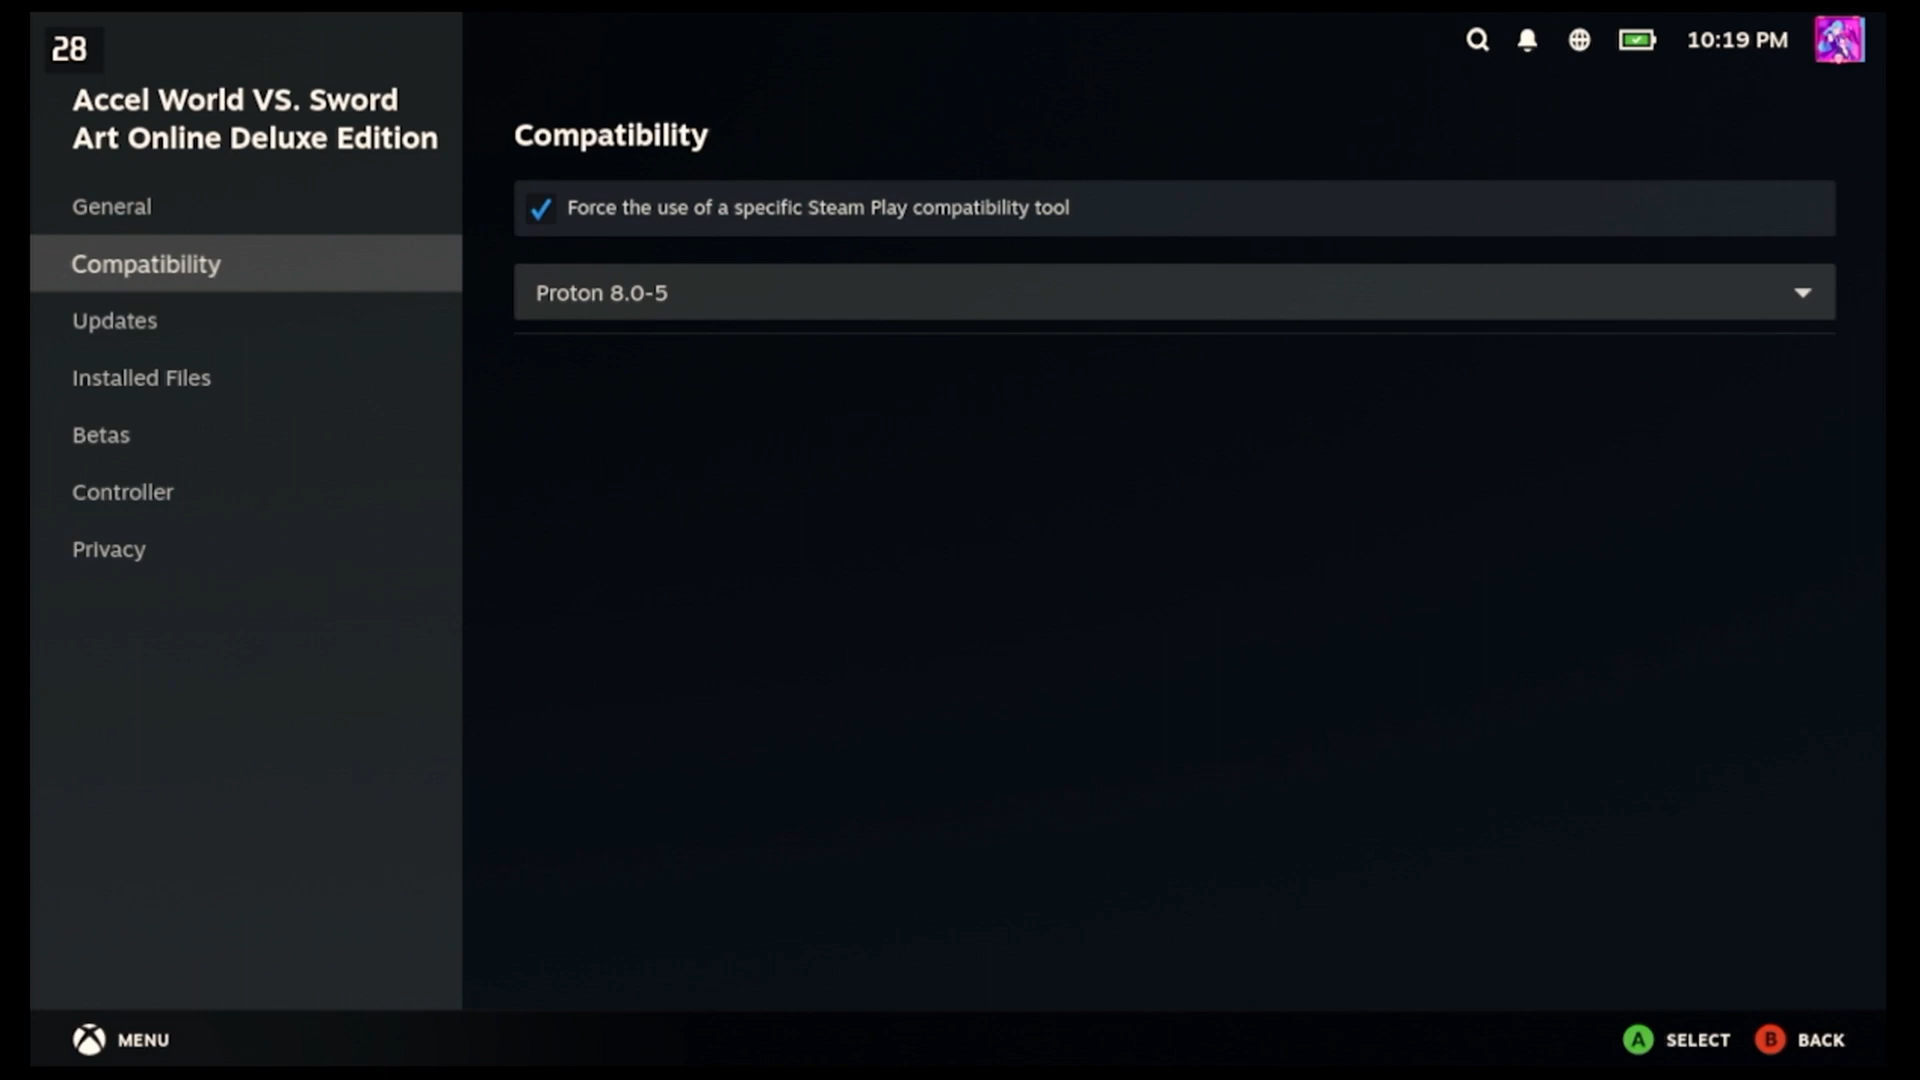 28
10:19 PM
Accel World VS. Sword
Art Online Deluxe Edition
General
Compatibility
Updates
Installed Files
Betas
Controller
Privacy
Compatibility
Force the use of a specific Steam Play compatibility tool
Proton 8.0-5
MENU
A SELECT B BACK